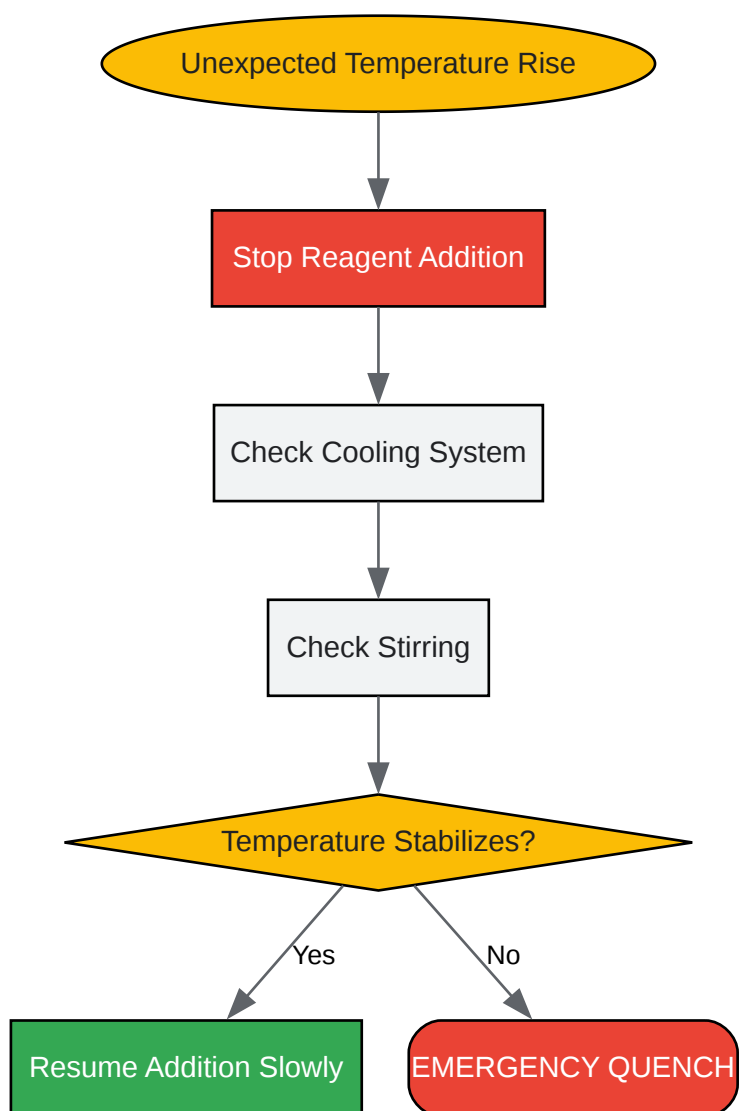 Unexpected Temperature Rise
Stop Reagent Addition
Check Cooling System
Check Stirring
Temperature Stabilizes?
Yes
No
Resume Addition Slowly
EMERGENCY QUENCH